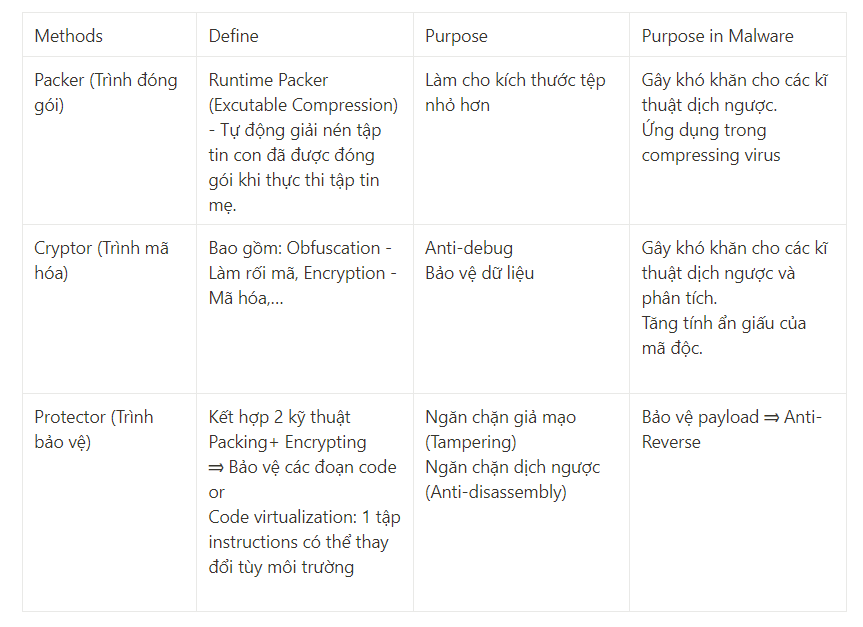 Methods
Define
Purpose
Purpose in Malware
Packer (Trình đóng
gói)
Runtime Packer
(Excutable Compression)
- Tự động giải nén tập
tin con đã được đóng
gói khi thực thi tập tin
mẹ.
Làm cho kích thước tệp
nhỏ hơn
Gây khó khăn cho các kĩ
thuật dịch ngược.
Ứng dụng trong
compressing virus
Cryptor (Trình mã
hóa)
Bao gồm: Obfuscation -
Làm rối mã, Encryption -
Mã hóa,...
Anti-debug
Bảo vệ dữ liệu
Gây khó khăn cho các kĩ
thuật dịch ngược và
phân tích.
Tăng tính ẩn giấu của
mã độc.
Protector (Trình
bảo vệ)
Kết hợp 2 kỹ thuật
Packing+ Encrypting
⇒ Bảo vệ các đoạn code
or
Code virtualization: 1 tập
instructions có thể thay
đổi tùy môi trường
Ngăn chặn giả mạo
(Tampering)
Ngăn chặn dịch ngược
(Anti-disassembly)
Bảo vệ payload ⇒ Anti-
Reverse